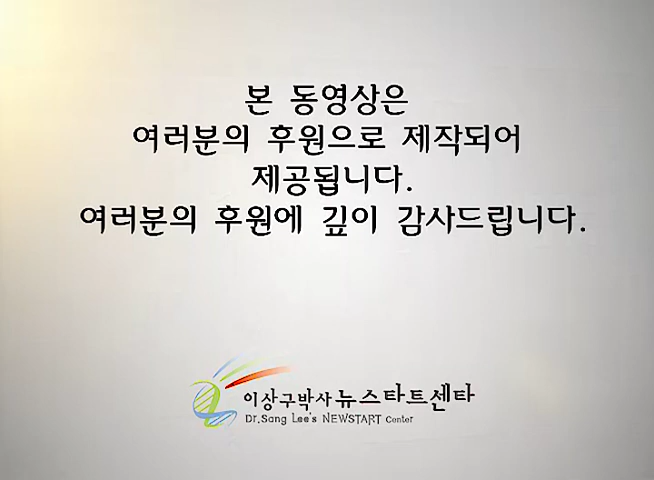 본 동영상은
여러분의 후원으로 제작되어
제공됩니다.
여러분의 후원에 깊이 감사드립니다.
이상구박사 뉴스타트센타
Dr.Sang Lee's NEWSTART Center